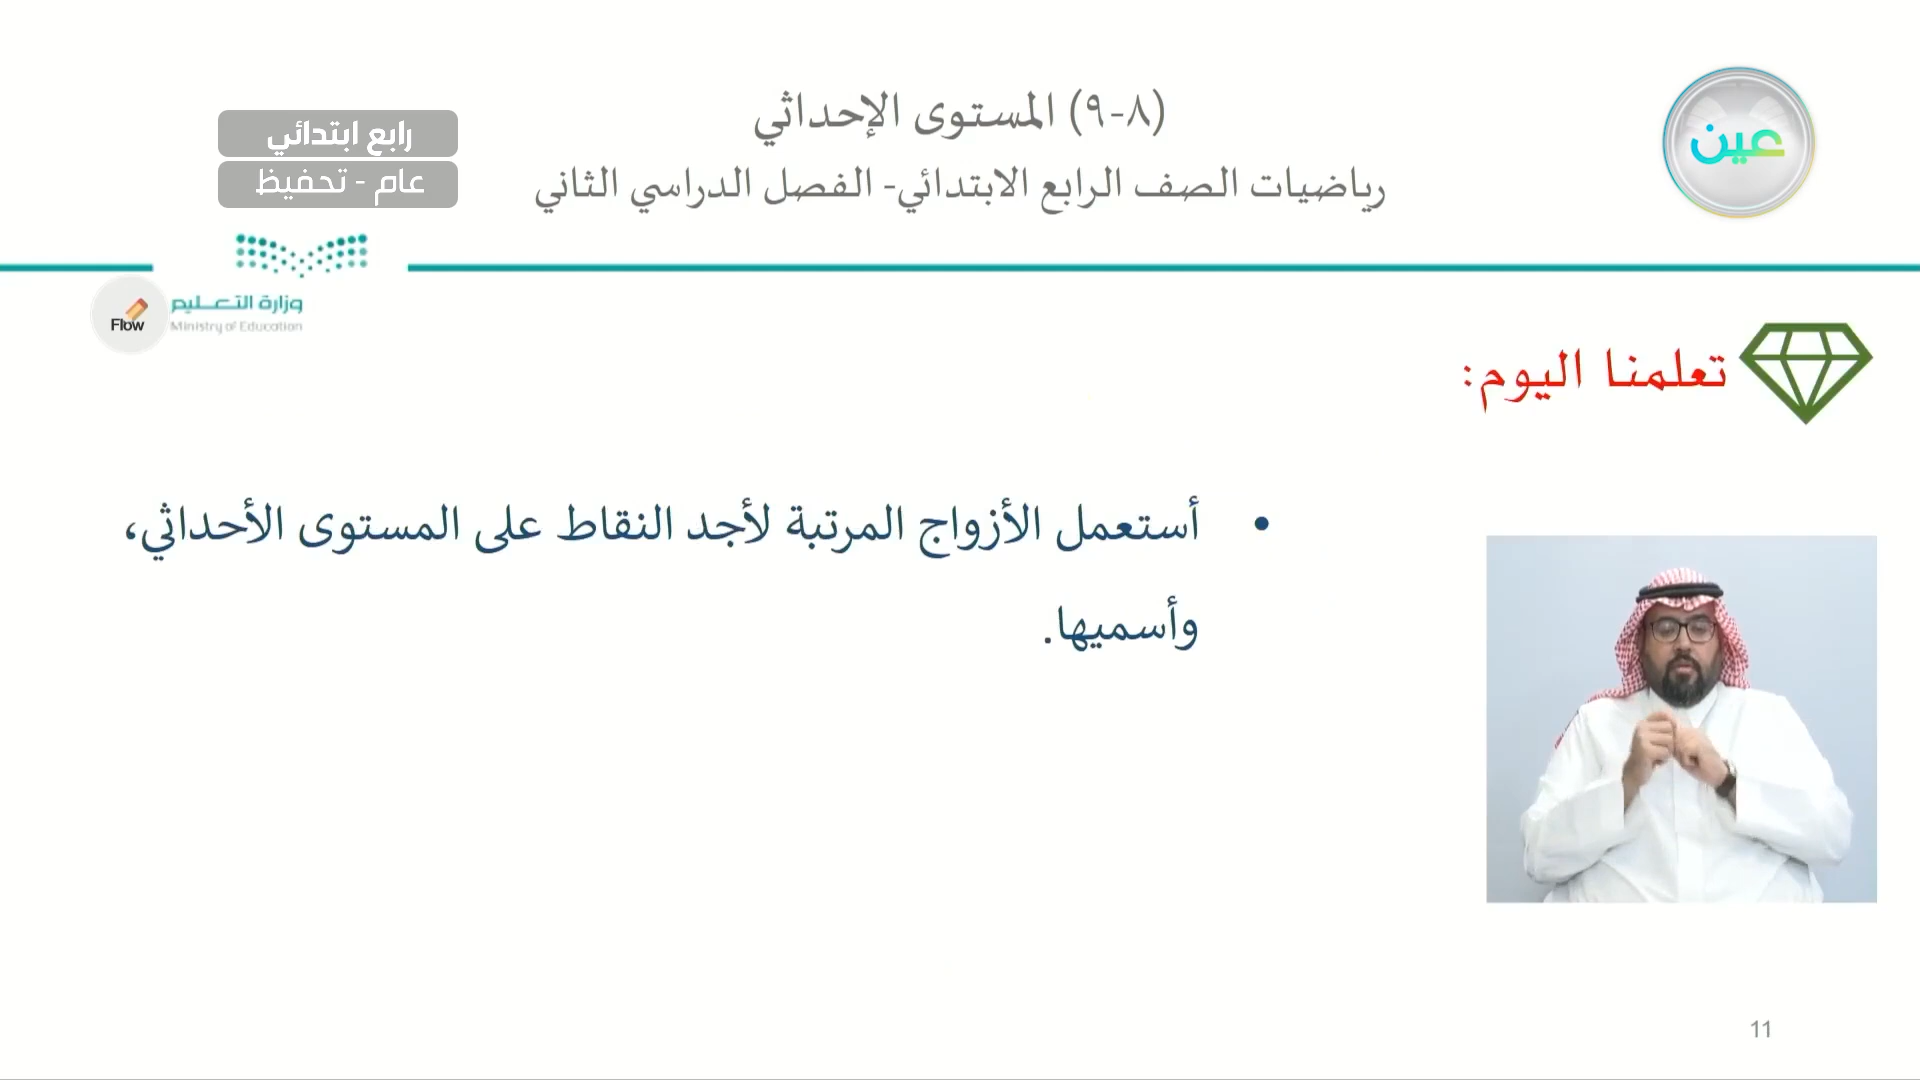 عين
(٨-٩) المستوى الإحداثي
رياضيات الصف الرابع الابتدائي- الفصل الدراسي الثاني
رابع ابتدائي
عام - تحفيظ
وزارة التعليم
Ministry of Education
Flow
تعلمنا اليوم:
• أستعمل الأزواج المرتبة لأجد النقاط على المستوى الأحداثي،
وأسميها.
11